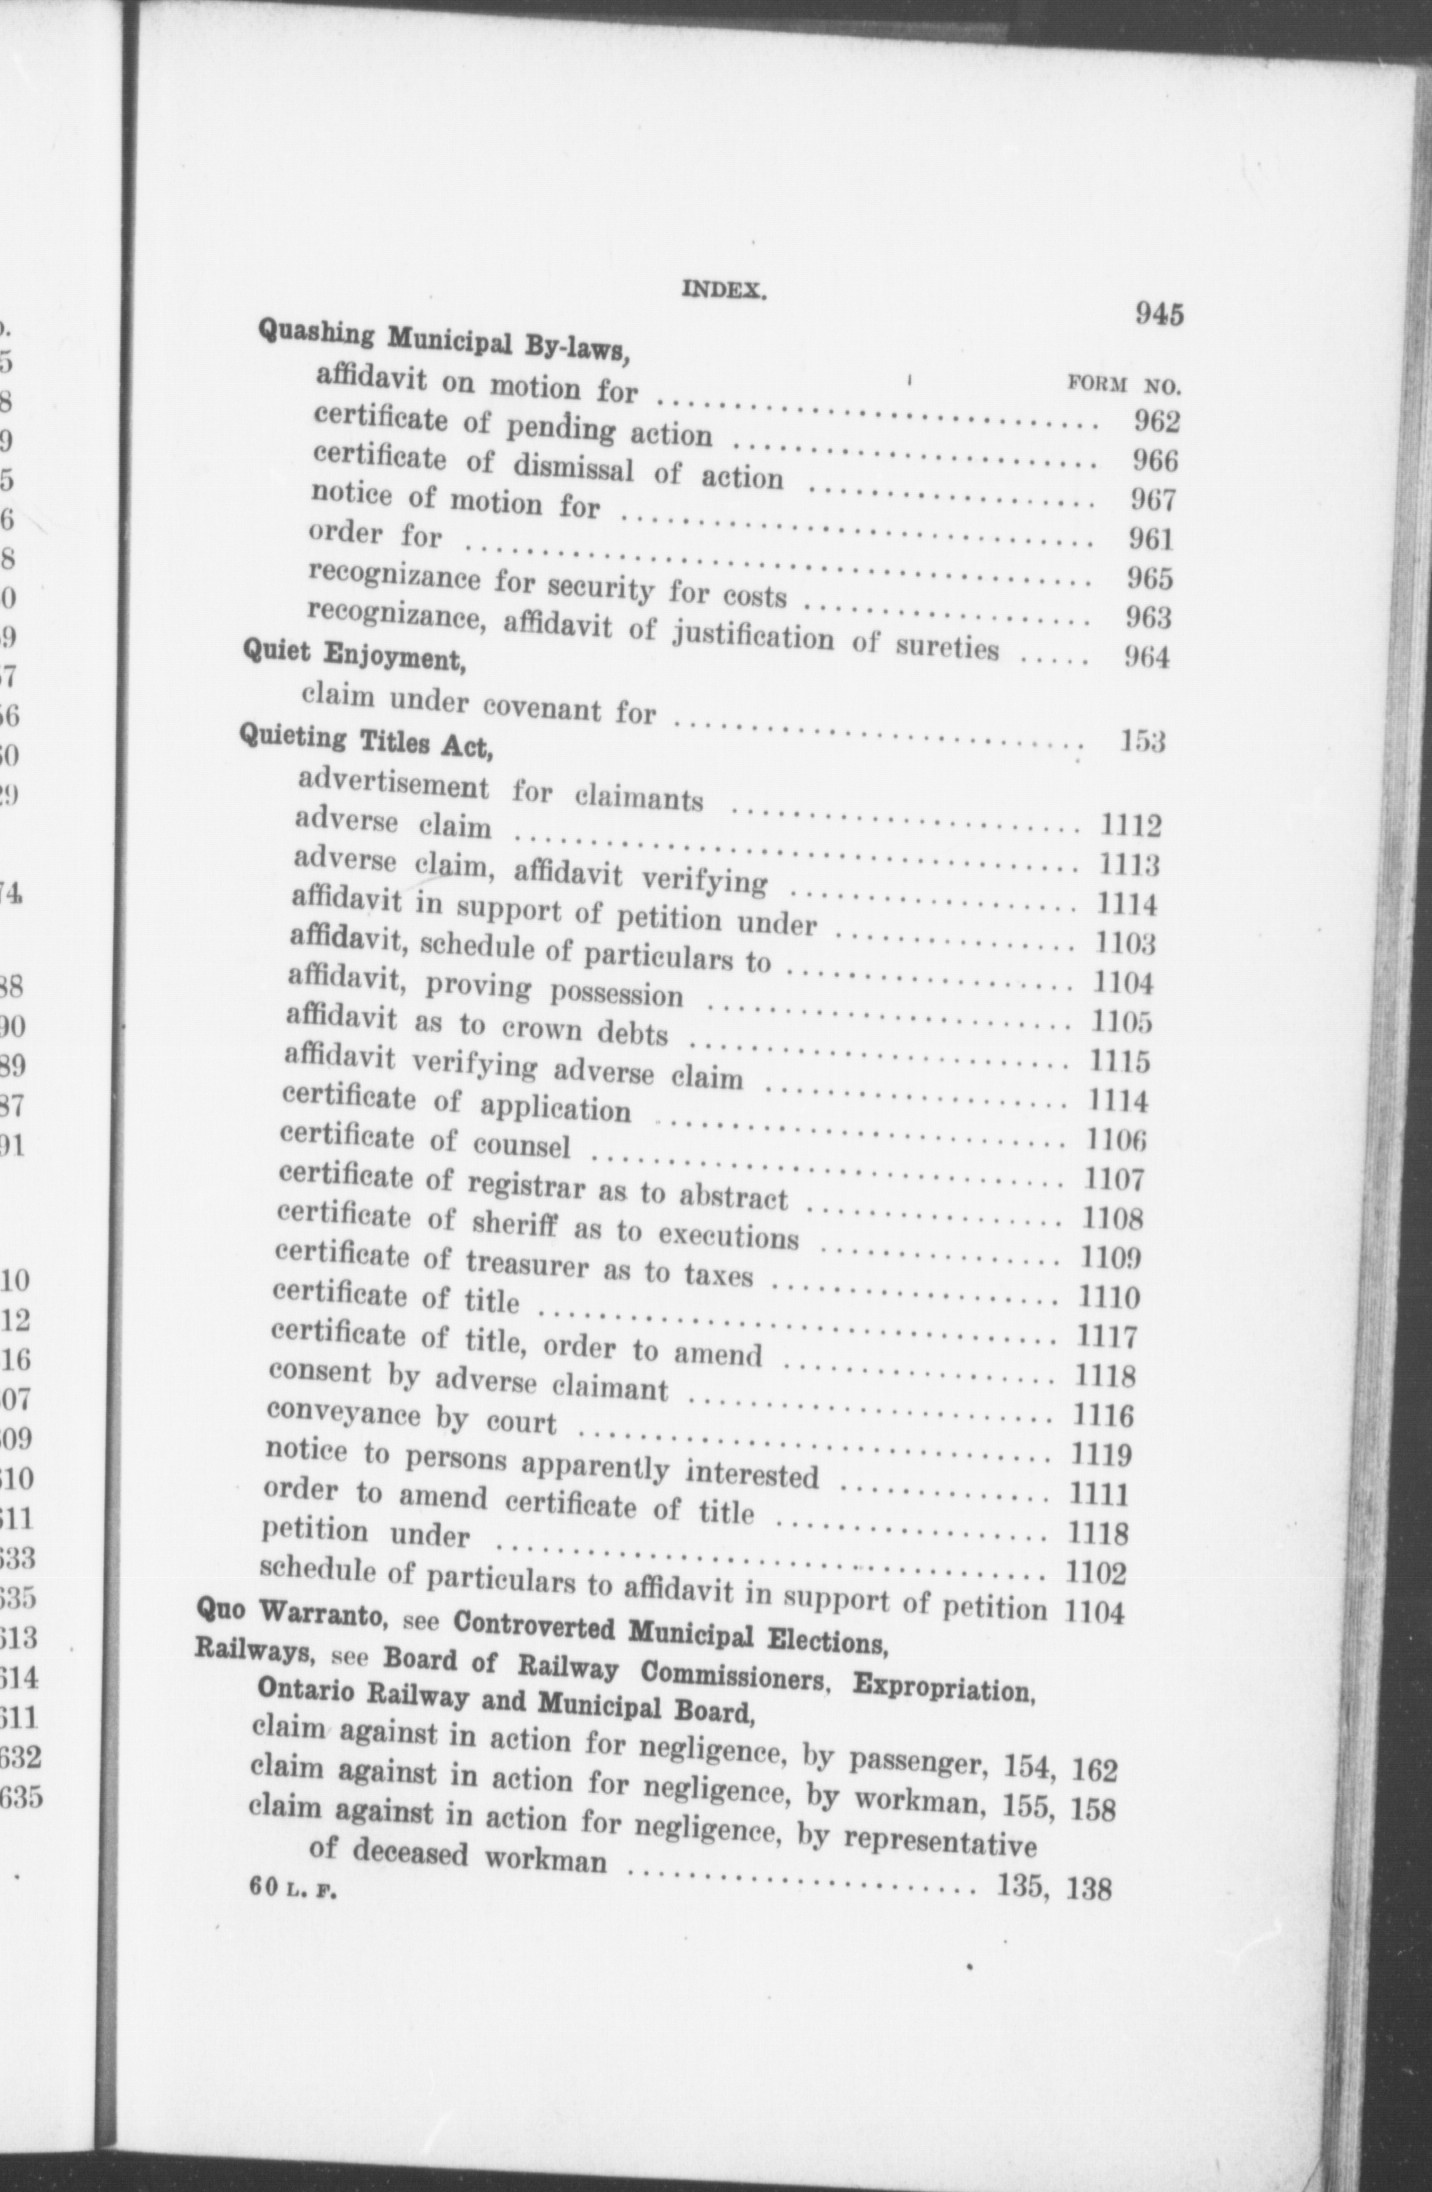 INDEX. 945
Quashing Municipal By-laws,
FORM NO.
affidavit on motion for .............................. 962
certificate of pending action ........................ 966
certificate of dismissal of action ................... 967
notice of motion for ............................... 961
order for ......................................... 965
recognizance for security for costs ................... 963
recognizance, affidavit of justification of sureties ..... 964
Quiet Enjoyment,
claim under covenant for ........................... 153
Quieting Titles Act,
advertisement for claimants ....................... 1112
adverse claim ..................................... 1113
adverse claim, affidavit verifying ................... 1114
affidavit in support of petition under ................ 1103
affidavit, schedule of particulars to ................... 1104
affidavit, proving possession ........................ 1105
affidavit as to crown debts ......................... 1115
affidavit verifying adverse claim .................... 1114
certificate of application ........................... 1106
certificate of counsel ............................... 1107
certificate of registrar as to abstract ................. 1108
certificate of sheriff as to executions ................ 1109
certificate of treasurer as to taxes ................... 1110
certificate of title .................................. 1117
certificate of title, order to amend .................. 1118
consent by adverse claimant ........................ 1116
conveyance by court ............................... 1119
notice to persons apparently interested .............. 1111
order to amend certificate of title .................. 1118
petition under ..................................... 1102
schedule of particulars to affidavit in support of petition 1104
Quo Warranto, see Controverted Municipal Elections,
Railways, see Board of Railway Commissioners, Expropriation,
Ontario Railway and Municipal Board,
claim against in action for negligence, by passenger, 154, 162
claim against in action for negligence, by workman, 155, 158
claim against in action for negligence, by representative
of deceased workman ....................... 135, 138
60 L. F.